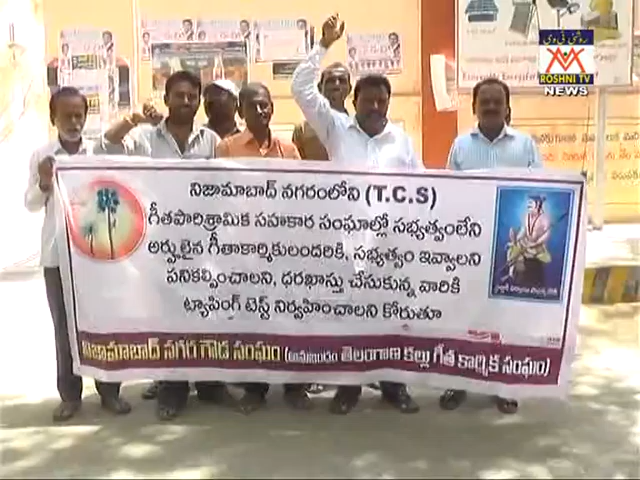 ROSHNI TV
NEWS
నిజామాబాద్ నగరంలోని (T.C.S)
గీతపారిశ్రామిక సహకార సంఘాల్లో సభ్యత్వంలేని
అర్హులైన గీతాకార్మికులందరికి, సభ్యత్వం ఇవ్వాలని
పనికల్పించాలని, ధరఖాస్తు చేసుకున్న వారికి
ట్యాపింగ్ టెస్ట్ నిర్వహించాలని కోరుతూ
నిజామాబాద్ నగర గౌడ సంఘం (అనుబంధం తెలంగాణ కల్లు గీత కార్మిక సంఘం)